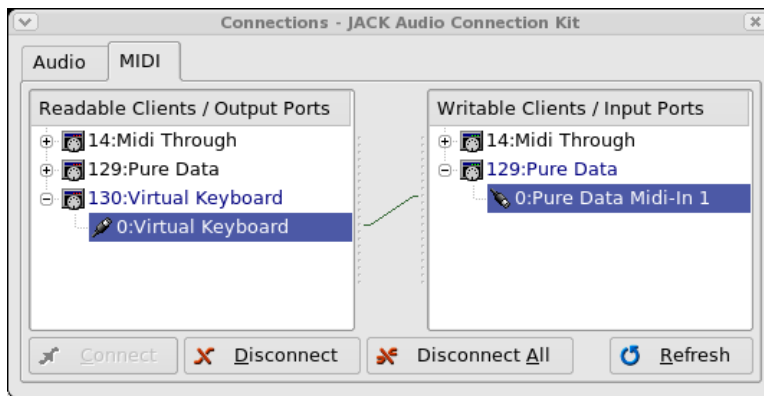 Connections - JACK Audio Connection Kit
Audio
MIDI
Readable Clients / Output Ports
14:Midi Through
129:Pure Data
130:Virtual Keyboard
0:Virtual Keyboard
Writable Clients / Input Ports
14:Midi Through
129:Pure Data
0:Pure Data Midi-In 1
Connect
Disconnect
Disconnect All
Refresh